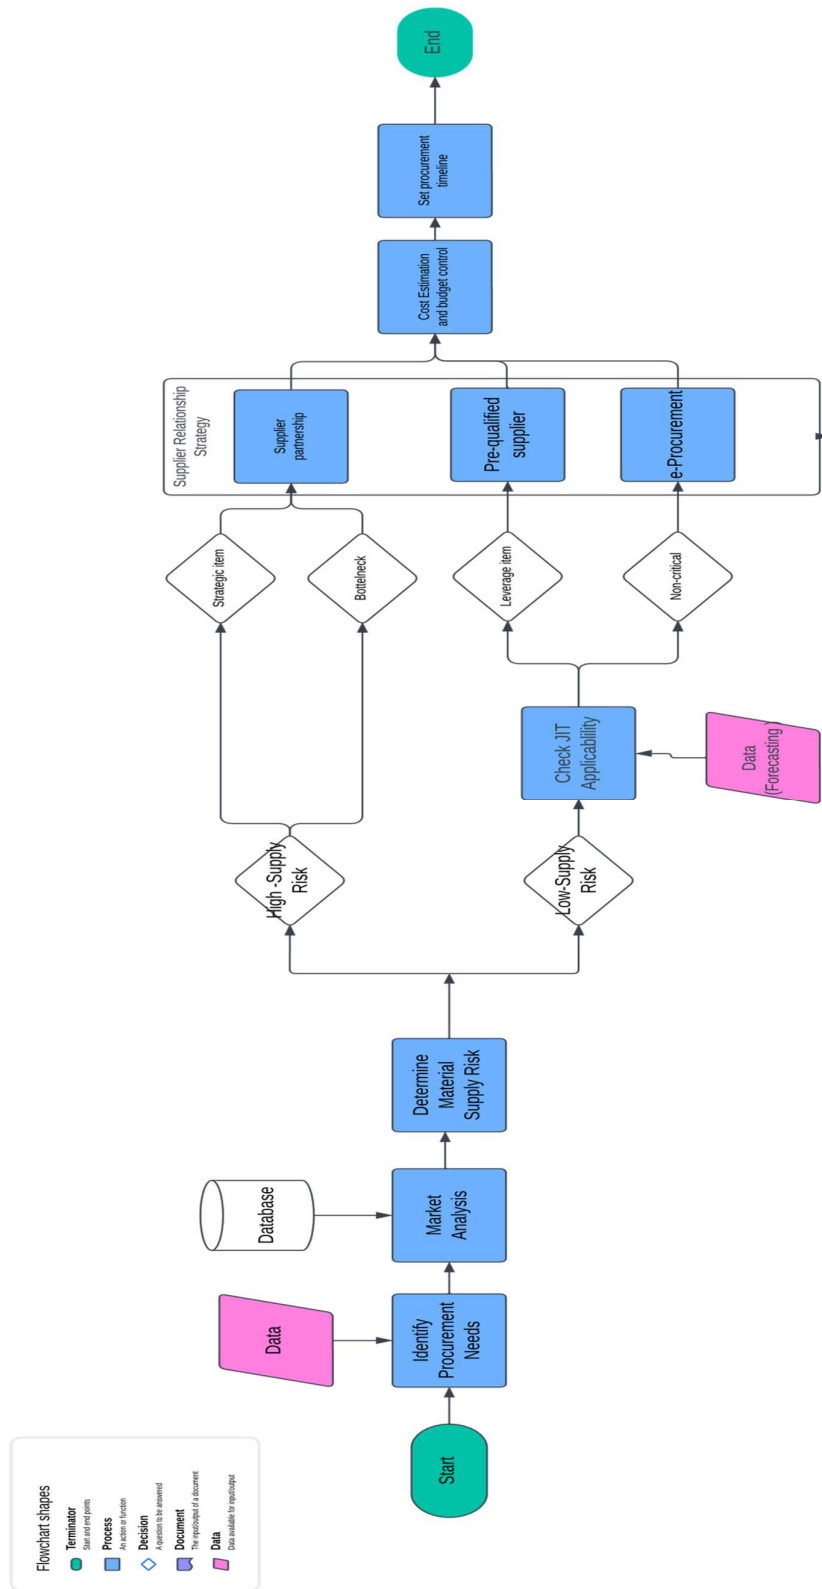 Flowchart shapes
Terminator
Start and end points
Process
An action or function
Decision
A question to be answered
Document
The input/output of a document
Data
Data available for input/output
Start
Data
Identify
Procurement
Needs
Database
Market
Analysis
Determine
Material
Supply Risk
High -Supply
Risk
Low-Supply
Risk
Check JIT
Applicablility
Data
(Forecasting )
Strategic item
Bottelneck
Leverage item
Non-critical
Supplier Relationship
Strategy
Supplier
partnership
Pre-qualified
supplier
e-Procurement
Cost Estimation
and budget control
Set procurement
timeline
End